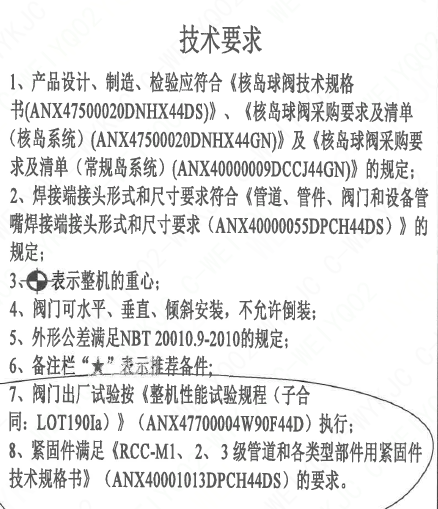 技术要求
1、产品设计、制造、检验应符合《核岛球阀技术规格
书(ANX47500020DNHX44DS)》、《核岛球阀采购要求及清单
（核岛系统）(ANX47500020DNHX44GN)》及《核岛球阀采购要
求及清单（常规岛系统）(ANX40000009DCCJ44GN)》的规定；
2、焊接端接头形式和尺寸要求符合《管道、管件、阀门和设备管
嘴焊接端接头形式和尺寸要求（ANX40000055DPCH44DS）》的
规定；
3、表示整机的重心；
4、阀门可水平、垂直、倾斜安装，不允许倒装；
5、外形公差满足NBT 20010.9-2010的规定；
6、备注栏“★”表示推荐备件；
7、阀门出厂试验按《整机性能试验规程（子合
同：LOT190Ia）》（ANX47700004W90F44D）执行；
8、紧固件满足《RCC-M1、2、3 级管道和各类型部件用紧固件
技术规格书》（ANX40001013DPCH44DS）的要求。